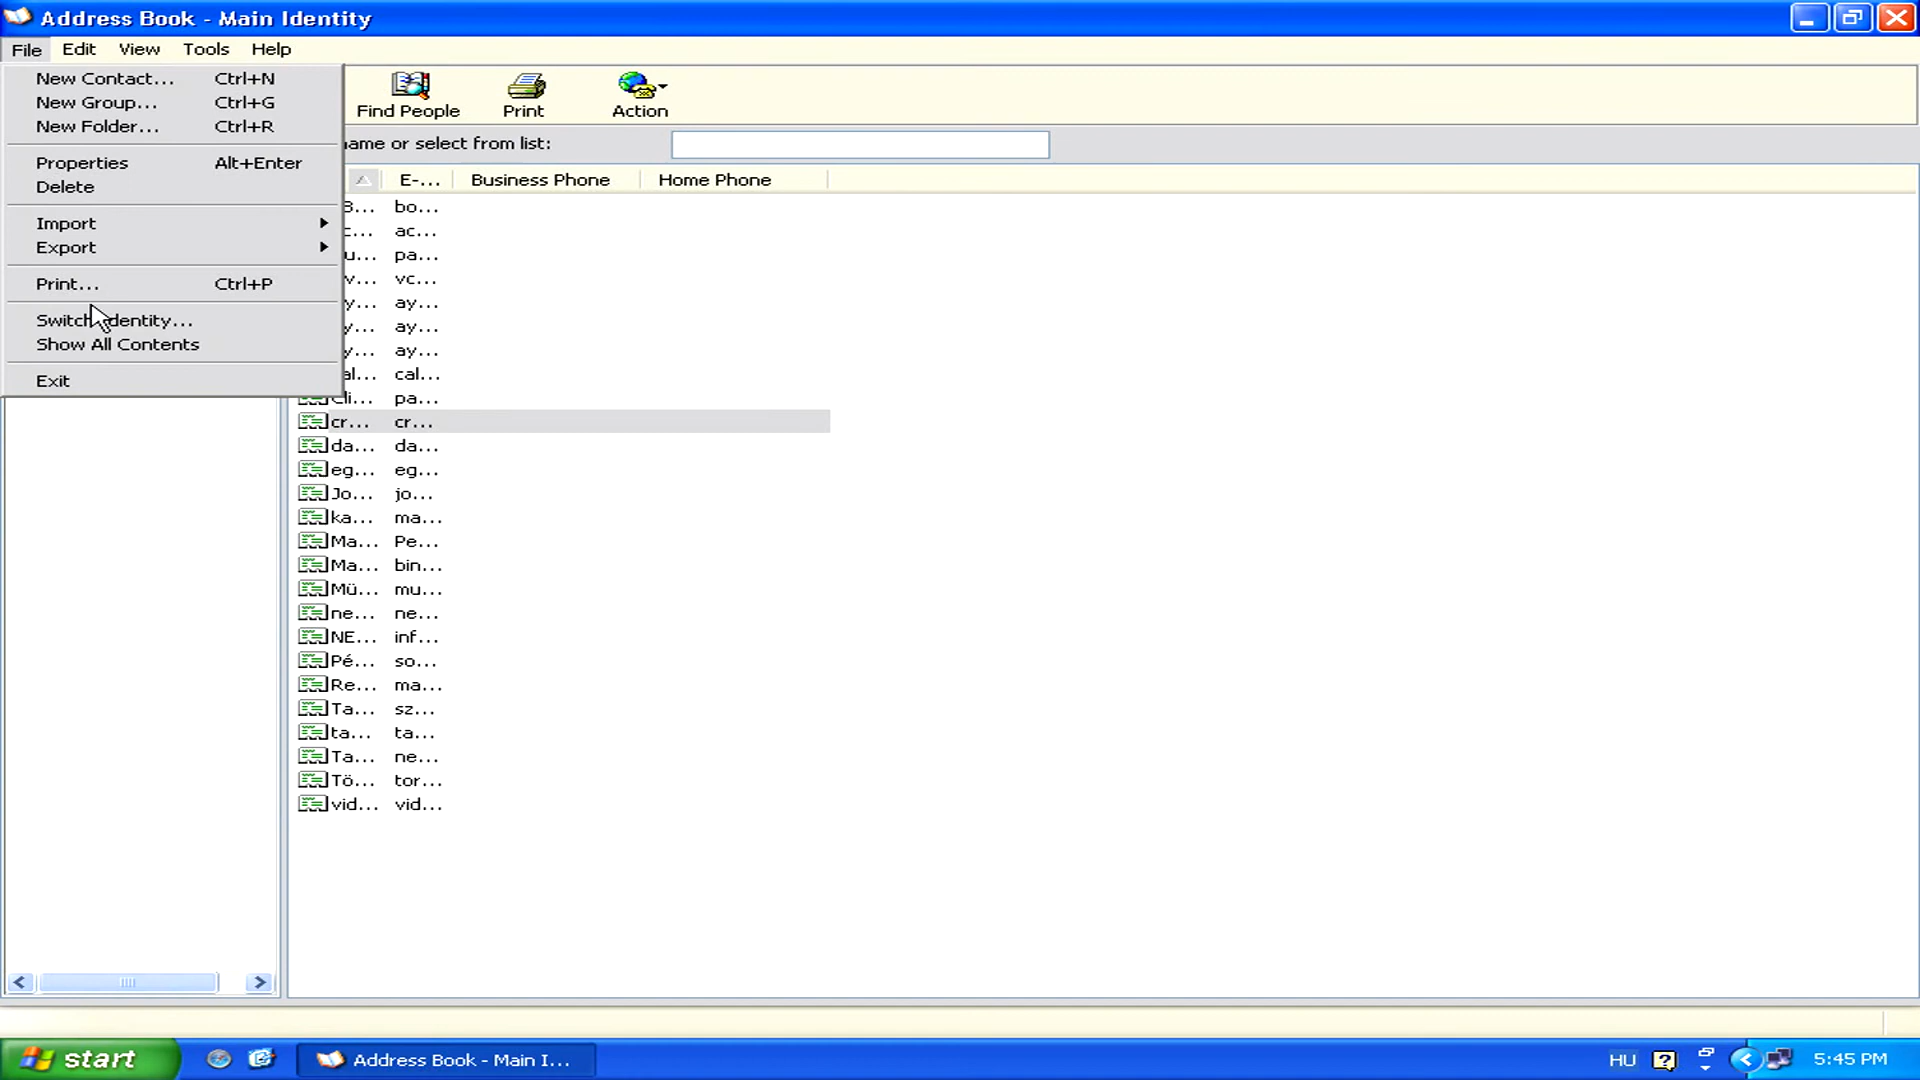 Address Book - Main Identity
File Edit View Tools Help
New Contact... Ctrl+N
New Group... Ctrl+G
New Folder... Ctrl+R
Properties Alt+Enter
Delete
Import
Export
Print... Ctrl+P
Switch Identity...
Show All Contents
Exit
Find People Print Action
name or select from list:
E-... Business Phone Home Phone
B... bo...
c... ac...
u... pa...
v... vc...
y... ay...
y... ay...
y... ay...
al... cal...
Cli... pa...
cr... cr...
da... da...
eg... eg...
Jo... jo...
ka... ma...
Ma... Pe...
Ma... bin...
Mü... mu...
ne... ne...
NE... inf...
Pé... so...
Re... ma...
Ta... sz...
ta... ta...
Ta... ne...
Tö... tor...
vid... vid...
start Address Book - Main I... HU 5:45 PM